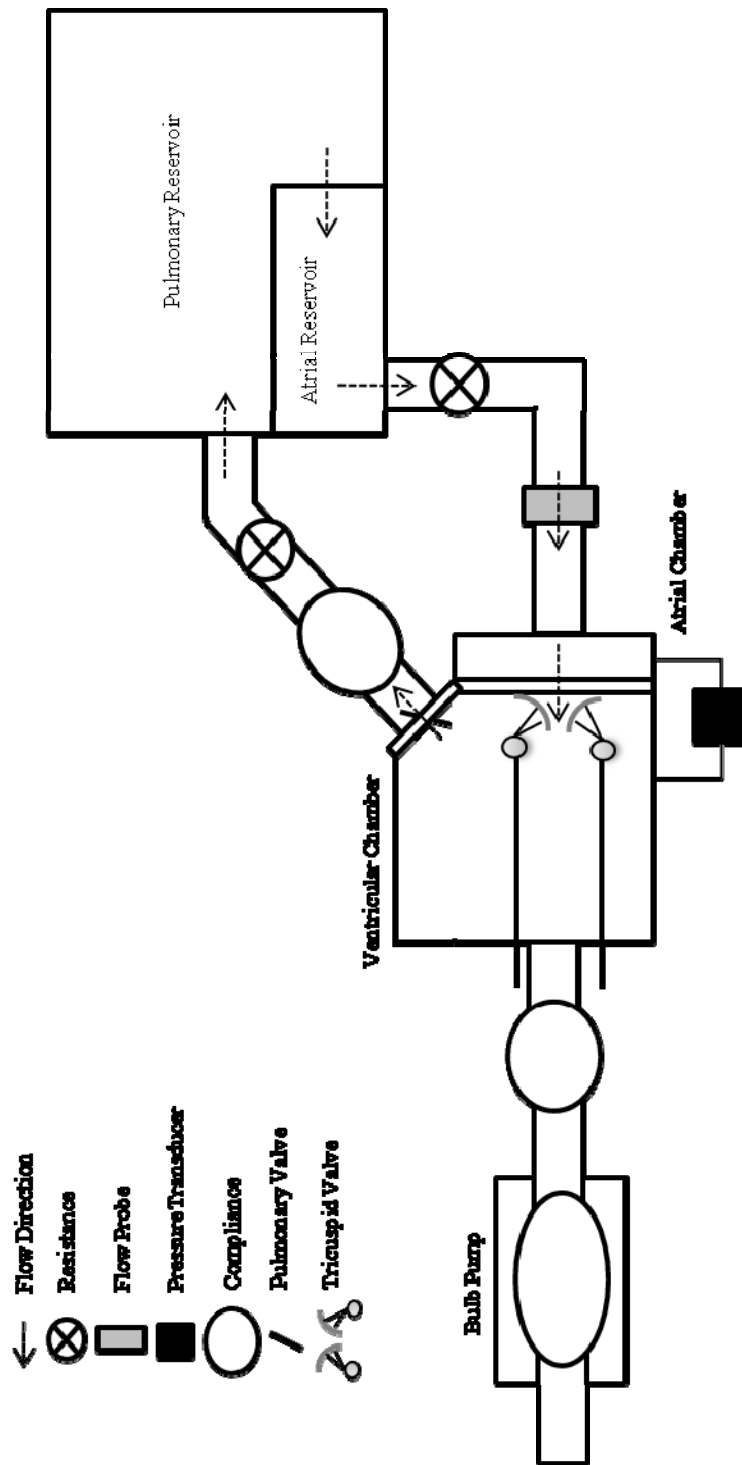 Flow Direction
Resistance
Flow Probe
Pressure Transducer
Compliance
Pulmonary Valve
Tricuspid Valve
Bulb Pump
Ventricular Chamber
Atrial Chamber
Pulmonary Reservoir
Atrial Reservoir